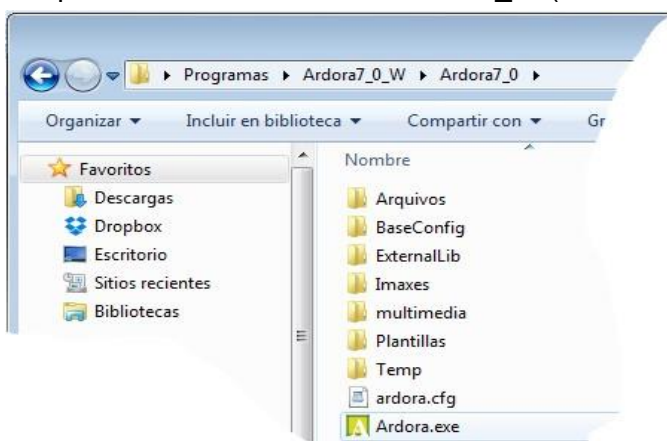 Programas Ardora7_0_W Ardora7_0
Organizar Incluir en biblioteca Compartir con Gr
Nombre
Favoritos
Descargas
Dropbox
Escritorio
Sitios recientes
Bibliotecas
Arquivos
BaseConfig
ExternalLib
Imaxes
multimedia
Plantillas
Temp
ardora.cfg
Ardora.exe